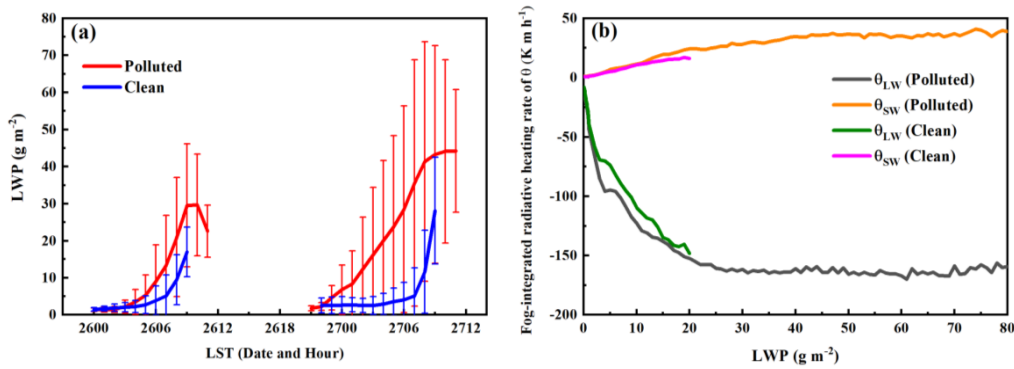 (a)
Polluted
Clean
LWP (g m⁻²)
80
70
60
50
40
30
20
10
0
2600
2606
2612
2618
2700
2706
2712
LST (Date and Hour)
(b)
Fog-integrated radiative heating rate of θ (K m h⁻¹)
50
0
-50
-100
-150
-200
θLW (Polluted)
θSW (Polluted)
θLW (Clean)
θSW (Clean)
0
10
20
30
40
50
60
70
80
LWP (g m⁻²)